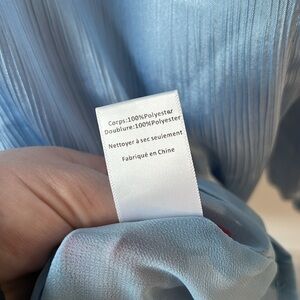 Corps:100%Polyester
Doublure:100%Polyester
Nettoyer à sec seulement
Fabriqué en Chine